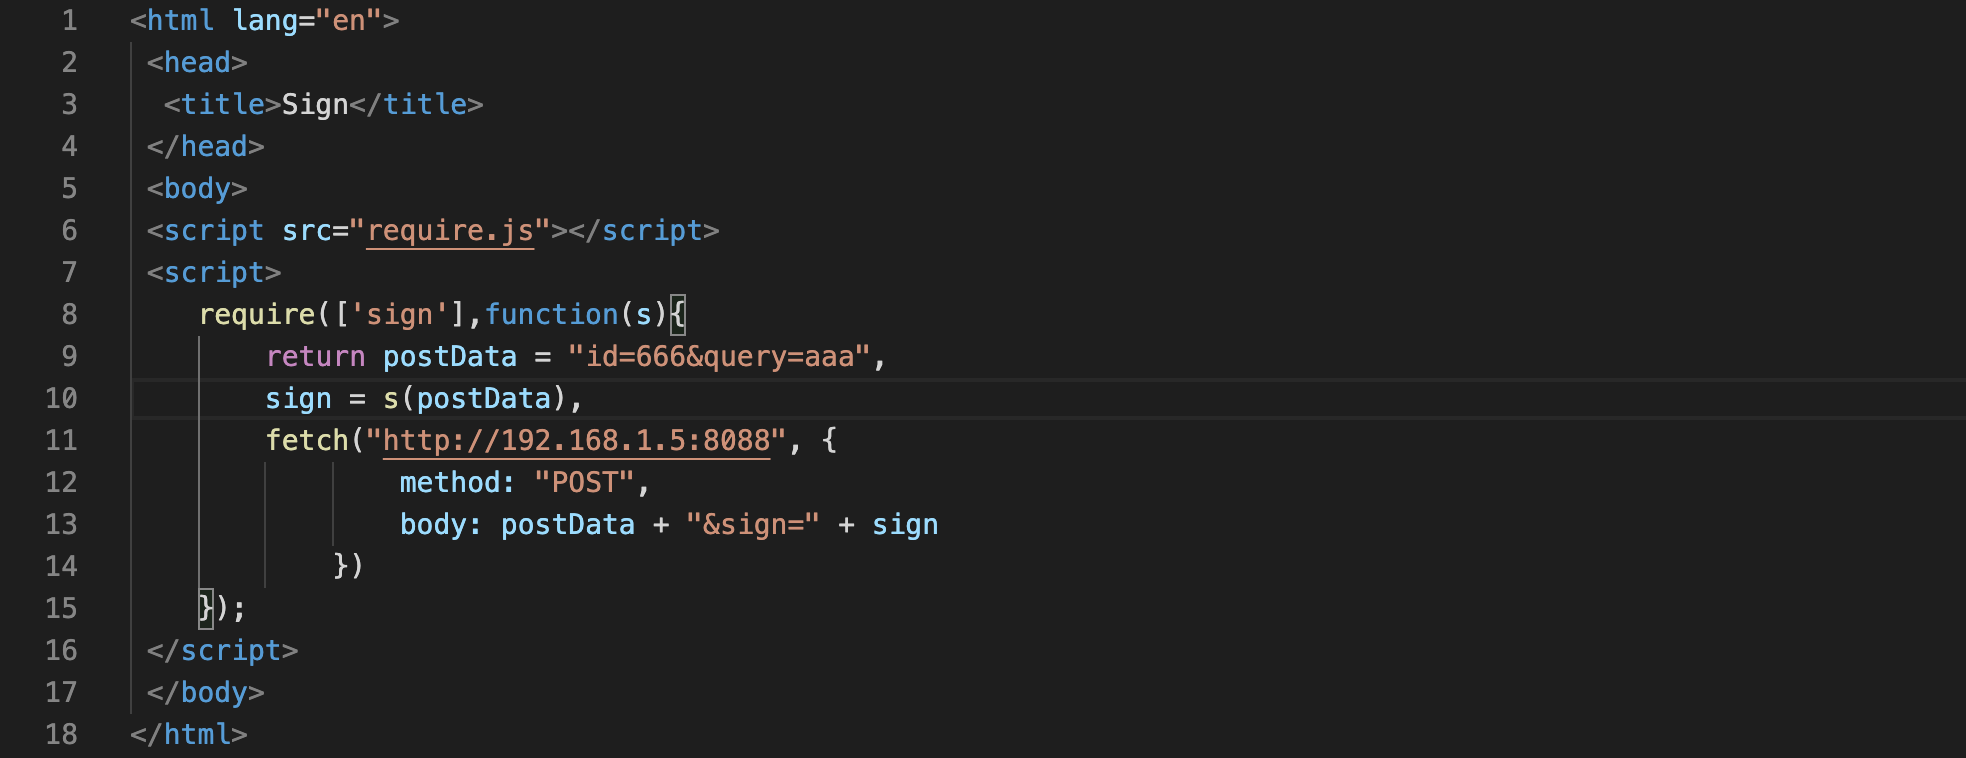 1 <html lang="en">
2 <head>
3 <title>Sign</title>
4 </head>
5 <body>
6 <script src="require.js"></script>
7 <script>
8 require(['sign'],function(s){
9 return postData = "id=666&query=aaa",
10 sign = s(postData),
11 fetch("http://192.168.1.5:8088", {
12 method: "POST",
13 body: postData + "&sign=" + sign
14 })
15 });
16 </script>
17 </body>
18 </html>